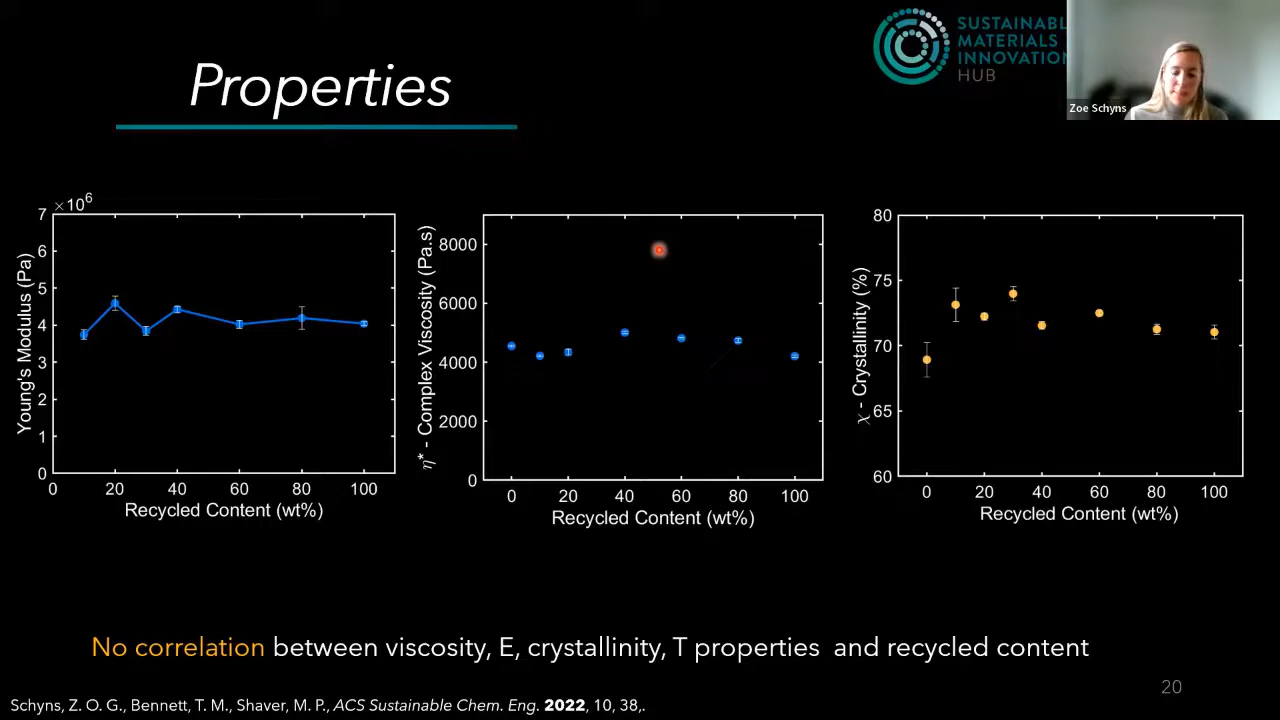 Properties
SUSTAINABL
MATERIALS
INNOVATION
HUB
Zoe Schyns
×10⁶
7
6
5
4
3
2
1
0
Young's Modulus (Pa)
0 20 40 60 80 100
Recycled Content (wt%)
8000
6000
4000
2000
0
η* - Complex Viscosity (Pa.s)
0 20 40 60 80 100
Recycled Content (wt%)
80
75
70
65
60
χ - Crystallinity (%)
0 20 40 60 80 100
Recycled Content (wt%)
No correlation between viscosity, E, crystallinity, T properties and recycled content
20
Schyns, Z. O. G., Bennett, T. M., Shaver, M. P., ACS Sustainable Chem. Eng. 2022, 10, 38,.